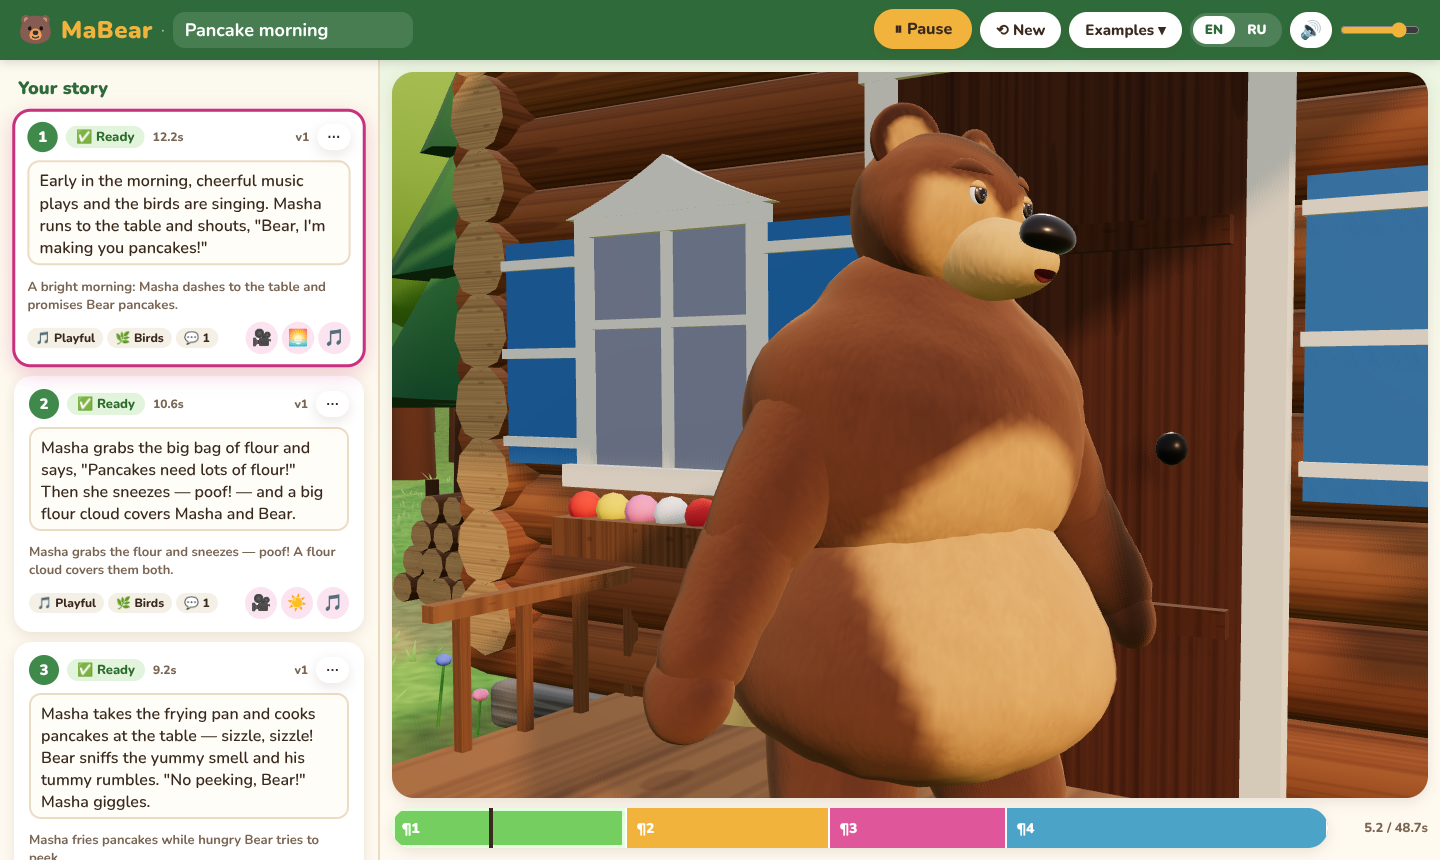 MaBear · Pancake morning
Pause
New
Examples ▾
EN RU
Your story
1 Ready 12.2s v1 ...
Early in the morning, cheerful music
plays and the birds are singing. Masha
runs to the table and shouts, "Bear, I'm
making you pancakes!"
A bright morning: Masha dashes to the table and
promises Bear pancakes.
Playful Birds 1
2 Ready 10.6s v1 ...
Masha grabs the big bag of flour and
says, "Pancakes need lots of flour!"
Then she sneezes — poof! — and a big
flour cloud covers Masha and Bear.
Masha grabs the flour and sneezes — poof! A flour
cloud covers them both.
Playful Birds 1
3 Ready 9.2s v1 ...
Masha takes the frying pan and cooks
pancakes at the table — sizzle, sizzle!
Bear sniffs the yummy smell and his
tummy rumbles. "No peeking, Bear!"
Masha giggles.
Masha fries pancakes while hungry Bear tries to
peek
¶1 ¶2 ¶3 ¶4 5.2 / 48.7s